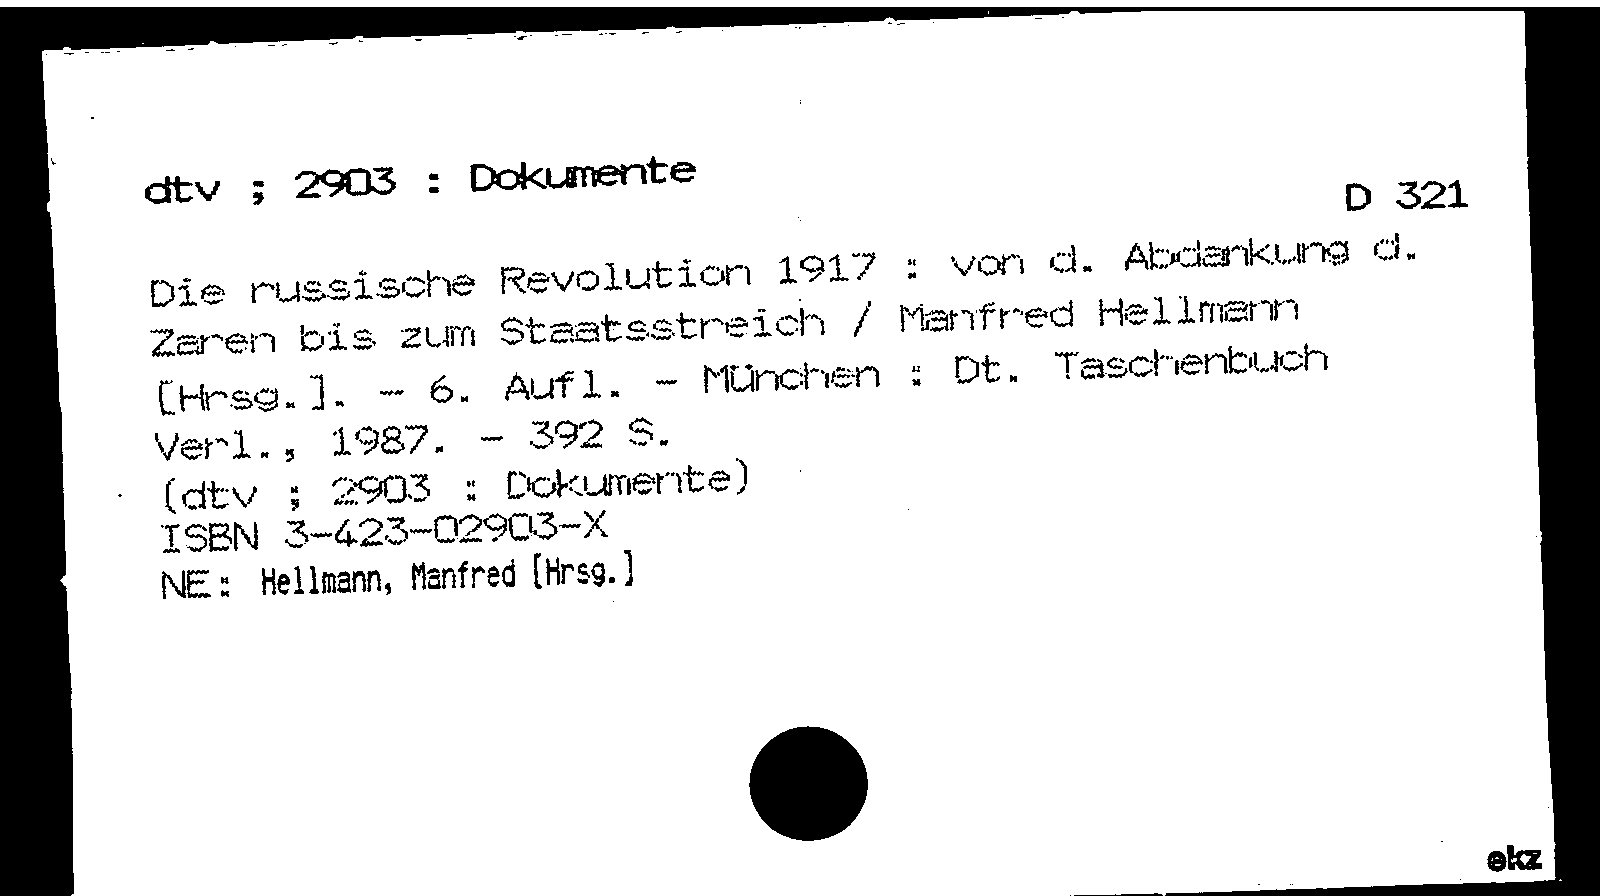 dtv ; 2903 : Dokumente
D 321
Die russische Revolution 1917 : von d. Abdankung d.
Zaren bis zum Staatsstreich / Manfred Hellmann
[Hrsg.]. - 6. Aufl. - München : Dt. Taschenbuch
Verl., 1987. - 392 S.
(dtv ; 2903 : Dokumente)
ISBN 3-423-02903-X
NE: Hellmann, Manfred [Hrsg.]
ekz